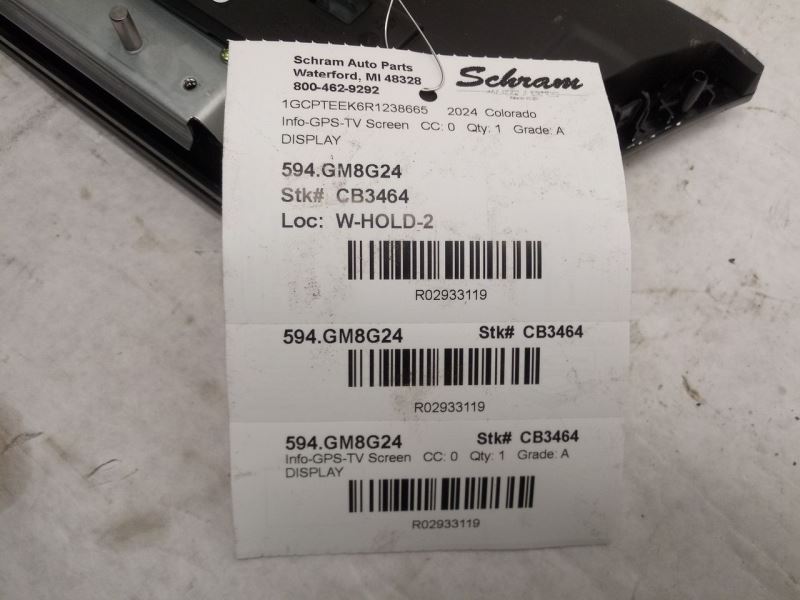 Schram Auto Parts
Waterford, MI 48328
800-462-9292
Schram
1GCPTEEK6R1238665 2024 Colorado
Info-GPS-TV Screen CC: 0 Qty: 1 Grade: A
DISPLAY
594.GM8G24
Stk# CB3464
Loc: W-HOLD-2
R02933119
594.GM8G24 Stk# CB3464
R02933119
594.GM8G24 Stk# CB3464
Info-GPS-TV Screen CC: 0 Qty: 1 Grade: A
DISPLAY
R02933119